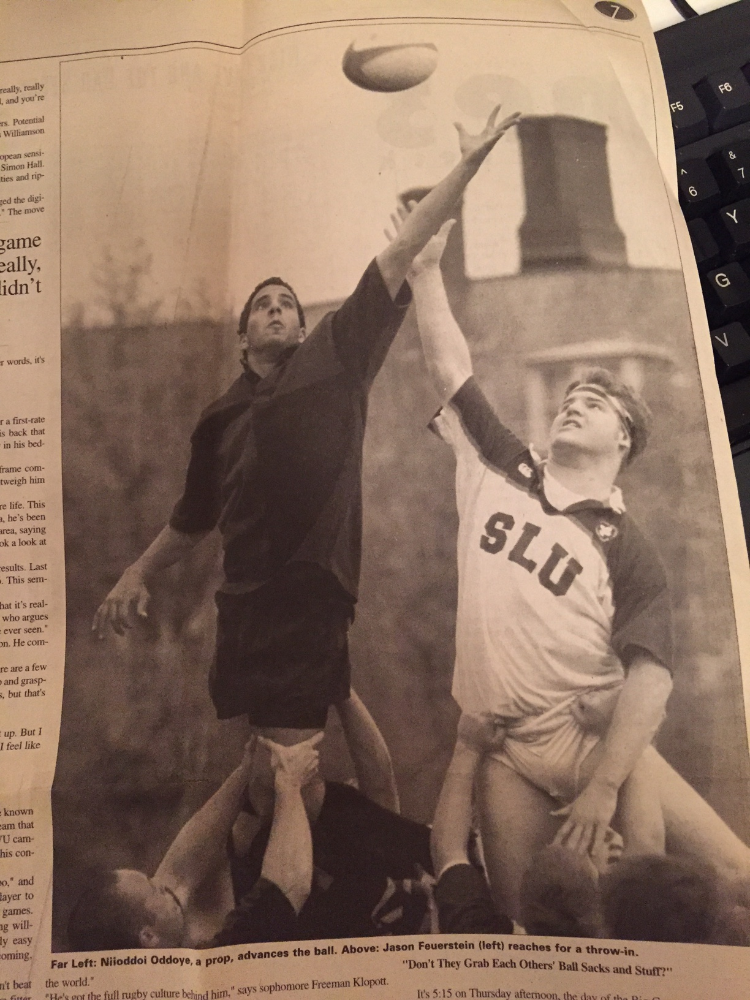 7
really, really
, and you're
ers. Potential
Williamson
opean sensi-
Simon Hall.
ties and rip-
ged the digi-
." The move
game
eally,
didn't
r words, it's
r a first-rate
is back that
in his bed-
frame com-
tweigh him
re life. This
a, he's been
area, saying
ok a look at
results. Last
. This sem-
hat it's real-
who argues
ever seen."
on. He com-
re are a few
and grasp-
s, but that's
t up. But I
I feel like
known
eam that
VU cam-
his con-
oo," and
layer to
games.
ng will-
ly easy
coming,
n't beat
fitter
SLU
Far Left: Niioddoi Oddoye, a prop, advances the ball. Above: Jason Feuerstein (left) reaches for a throw-in.
the world."
"He's got the full rugby culture behind him," says sophomore Freeman Klopott.
"Don't They Grab Each Others' Ball Sacks and Stuff?"
It's 5:15 on Thursday afternoon, the day of the Big
F5
F6
^
6
&
7
Y
G
V